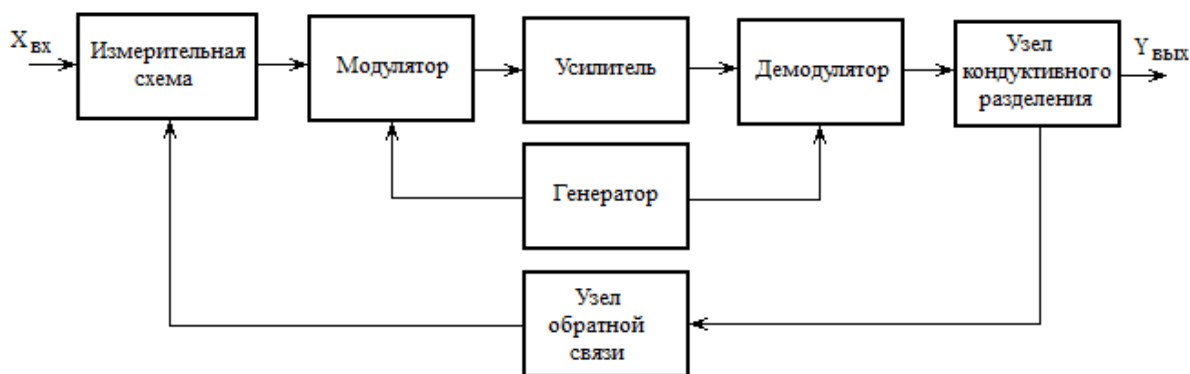 X вх
Измерительная
схема
Модулятор
Усилитель
Демодулятор
Узел
кондуктивного
разделения
Y вых
Генератор
Узел
обратной
связи